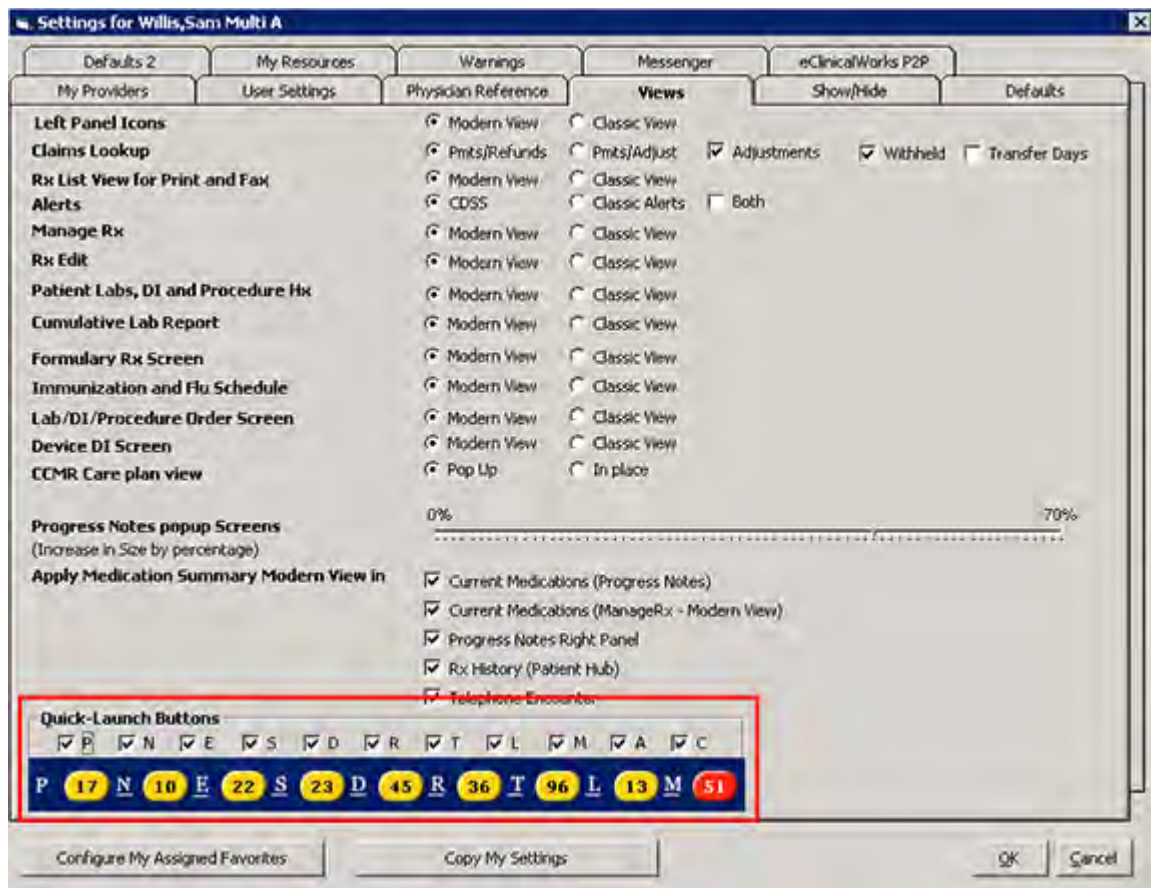 Settings for Willis,Sam Multi A
Defaults 2 My Resources Warnings Messenger eClinicalWorks P2P
My Providers User Settings Physician Reference Views Show/Hide Defaults
Left Panel Icons Modern View Classic View
Claims Lookup Pmts/Refunds Pmts/Adjust Adjustments Withheld Transfer Days
Rx List View for Print and Fax Modern View Classic View
Alerts CDSS Classic Alerts Both
Manage Rx Modern View Classic View
Rx Edit Modern View Classic View
Patient Labs, DI and Procedure Hx Modern View Classic View
Cumulative Lab Report Modern View Classic View
Formulary Rx Screen Modern View Classic View
Immunization and Flu Schedule Modern View Classic View
Lab/DI/Procedure Order Screen Modern View Classic View
Device DI Screen Modern View Classic View
CCMR Care plan view Pop Up In place
0% 70%
Progress Notes popup Screens
(Increase in Size by percentage)
Apply Medication Summary Modern View in Current Medications (Progress Notes)
Current Medications (ManageRx - Modern View)
Progress Notes Right Panel
Rx History (Patient Hub)
Telephone Encounter
Quick-Launch Buttons
P N E S D R T L M A C
P 17 N 10 E 22 S 23 D 45 R 36 T 96 L 13 M 51
Configure My Assigned Favorites Copy My Settings OK Cancel